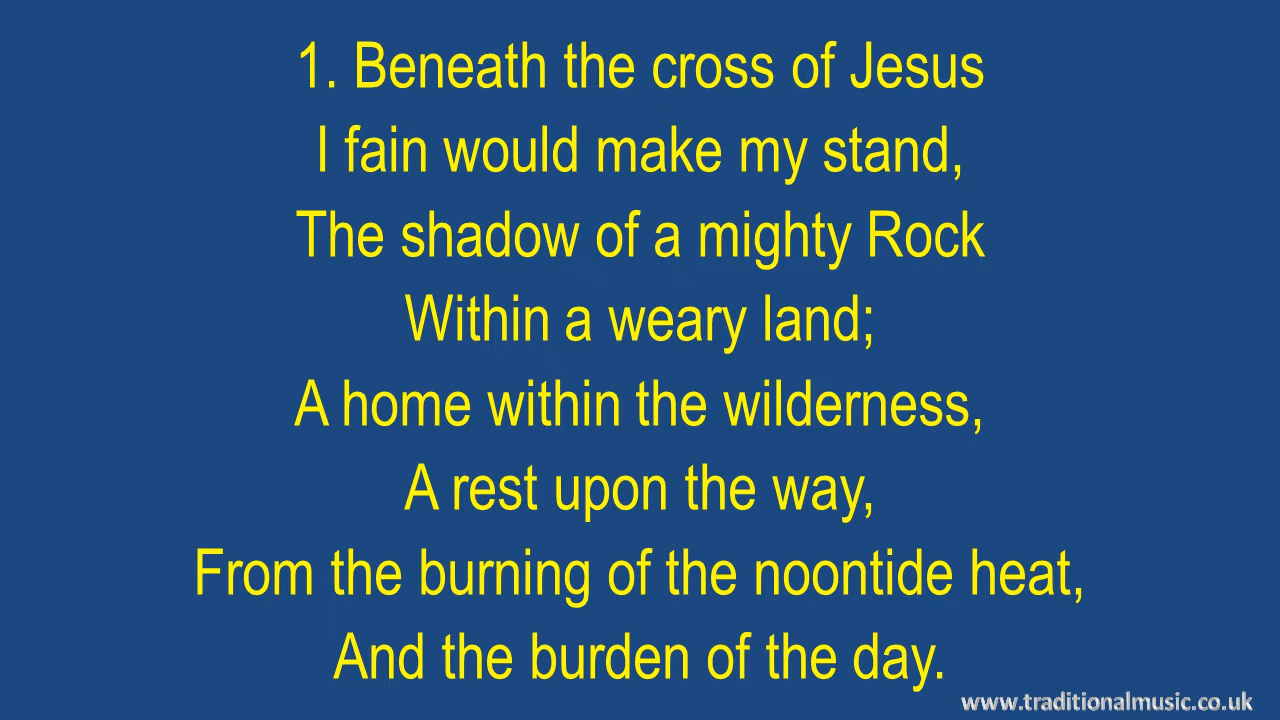 1. Beneath the cross of Jesus
I fain would make my stand,
The shadow of a mighty Rock
Within a weary land;
A home within the wilderness,
A rest upon the way,
From the burning of the noontide heat,
And the burden of the day.
www.traditionalmusic.co.uk